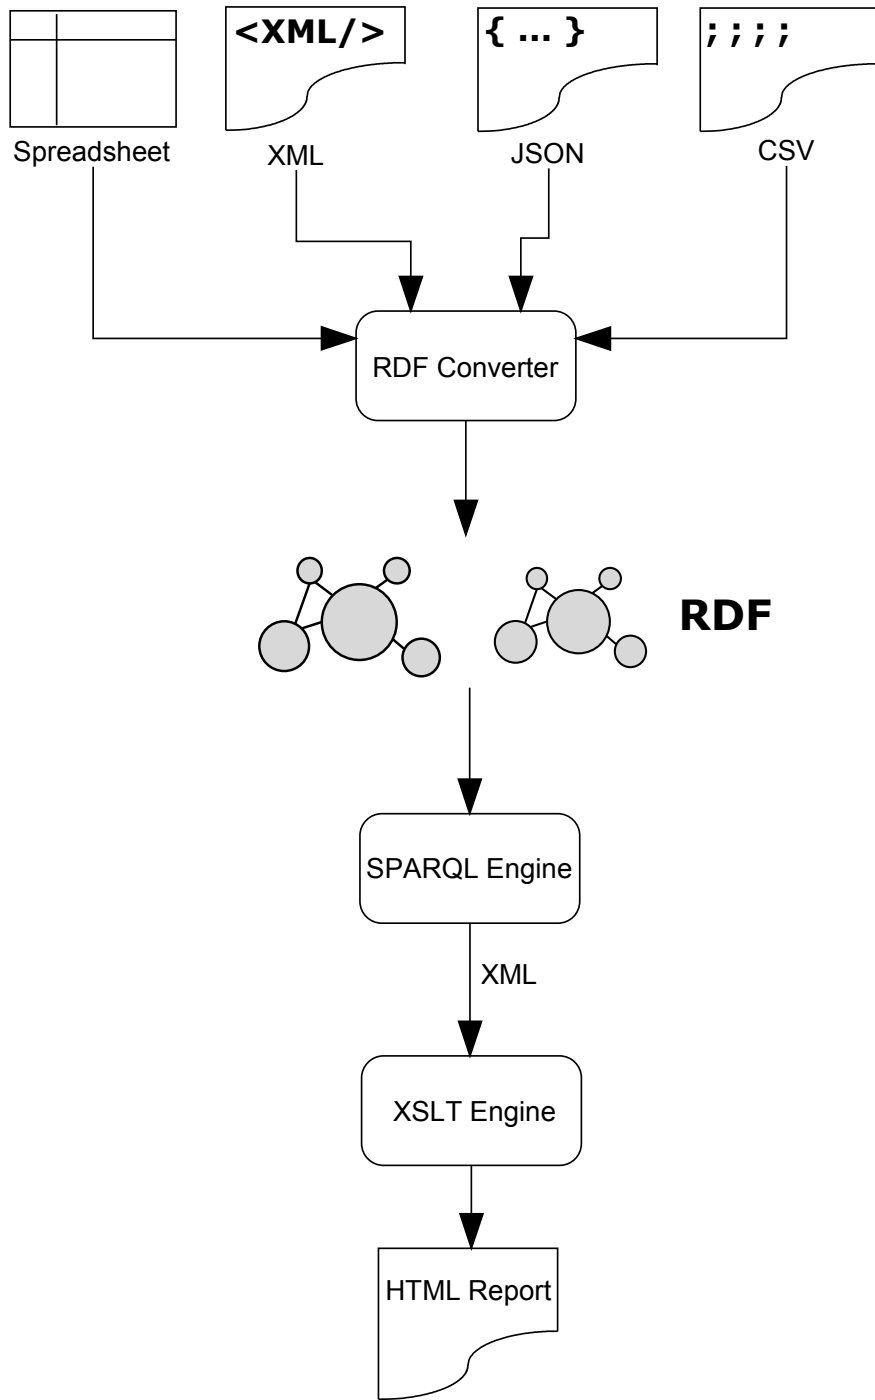 <XML/>
{ ... }
; ; ; ;
Spreadsheet
XML
JSON
CSV
RDF Converter
RDF
SPARQL Engine
XML
XSLT Engine
HTML Report